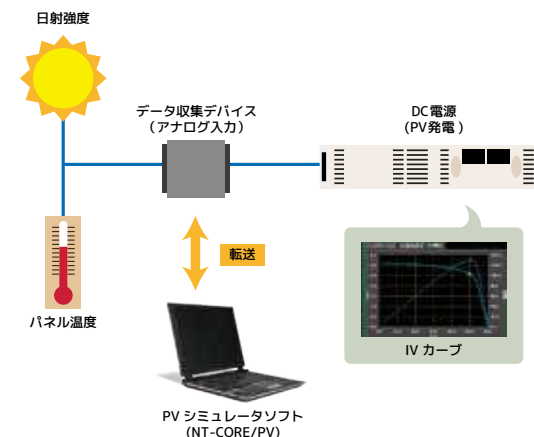 日射強度
データ収集デバイス
（アナログ入力）
DC電源
(PV発電 )
転送
パネル温度
IV カーブ
PV シミュレータソフト
(NT-CORE/PV)